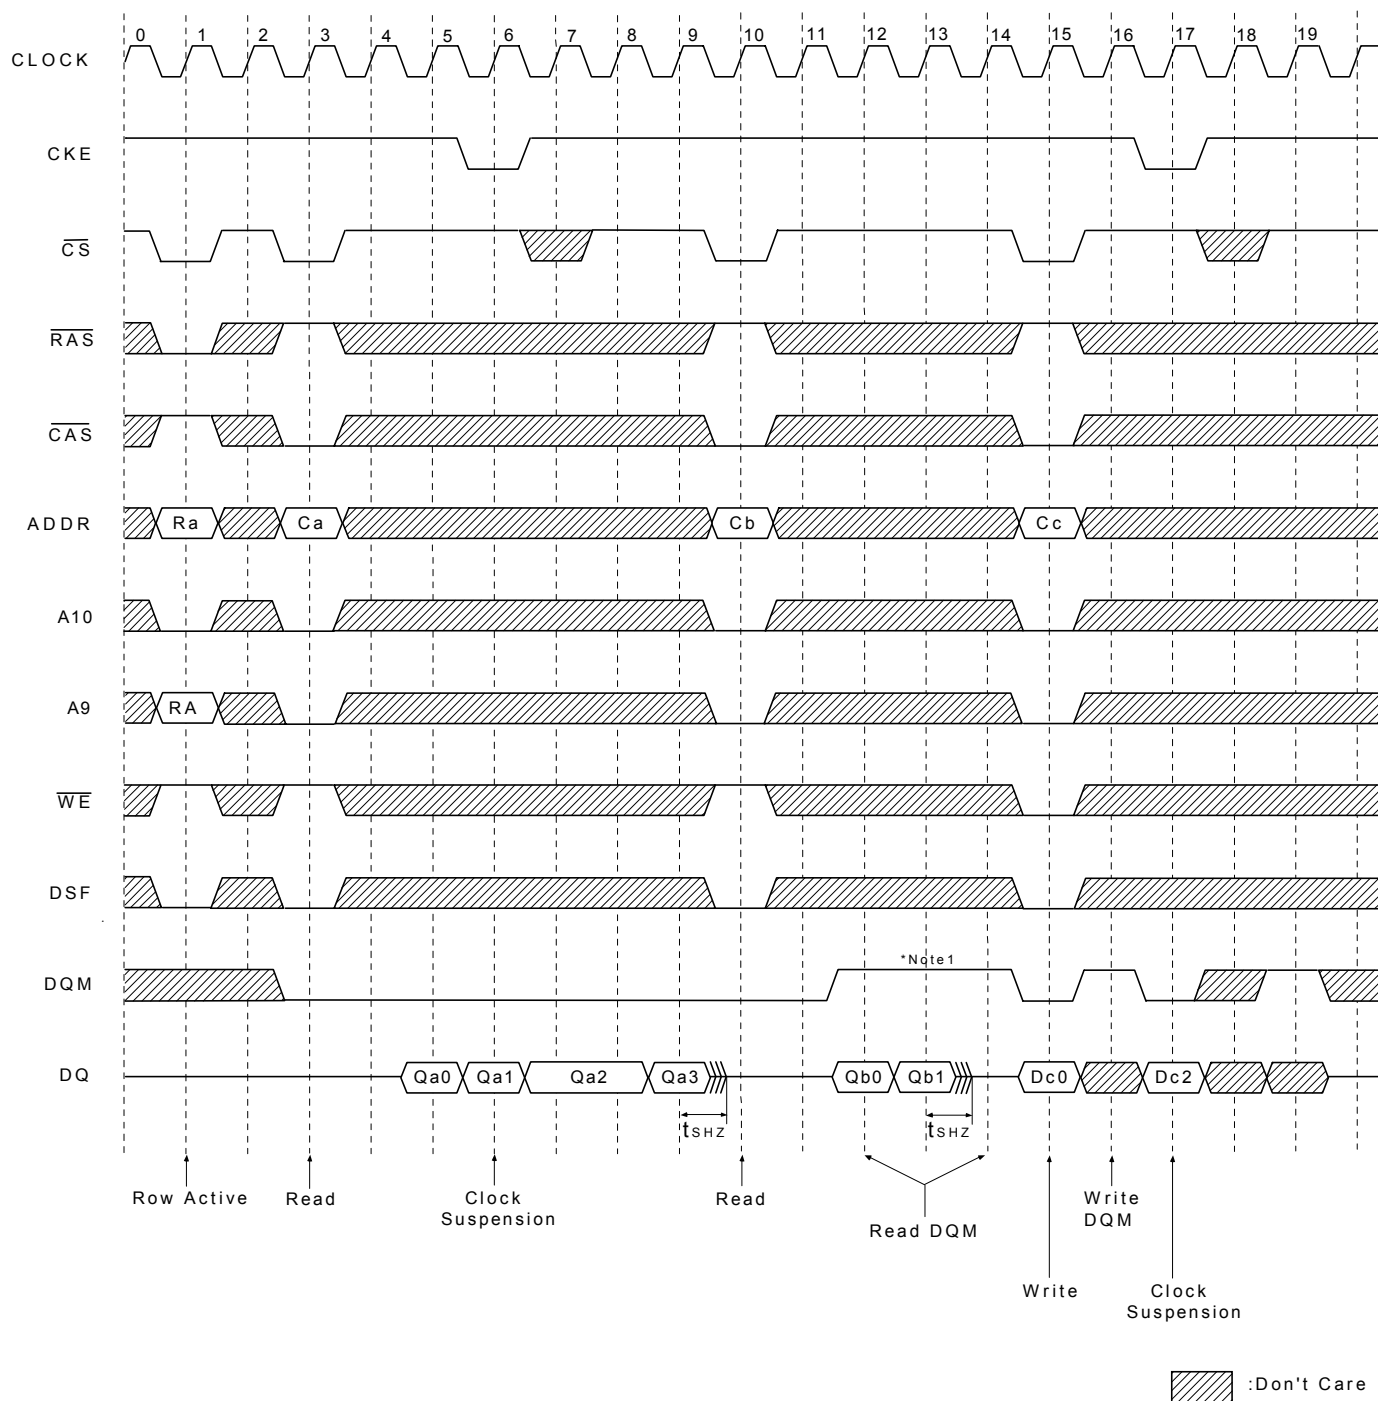 0 1 2 3 4 5 6 7 8 9 10 11 12 13 14 15 16 17 18 19
CLOCK
CKE
CS
RAS
CAS
ADDR Ra Ca Cb Cc
A10
A9 RA
WE
DSF
*Note1
DQM
DQ Qa0 Qa1 Qa2 Qa3 Qb0 Qb1 Dc0 Dc2
tSHZ tSHZ
Row Active Read Clock Suspension Read Write DQM
Read DQM
Write Clock Suspension
:Don't Care